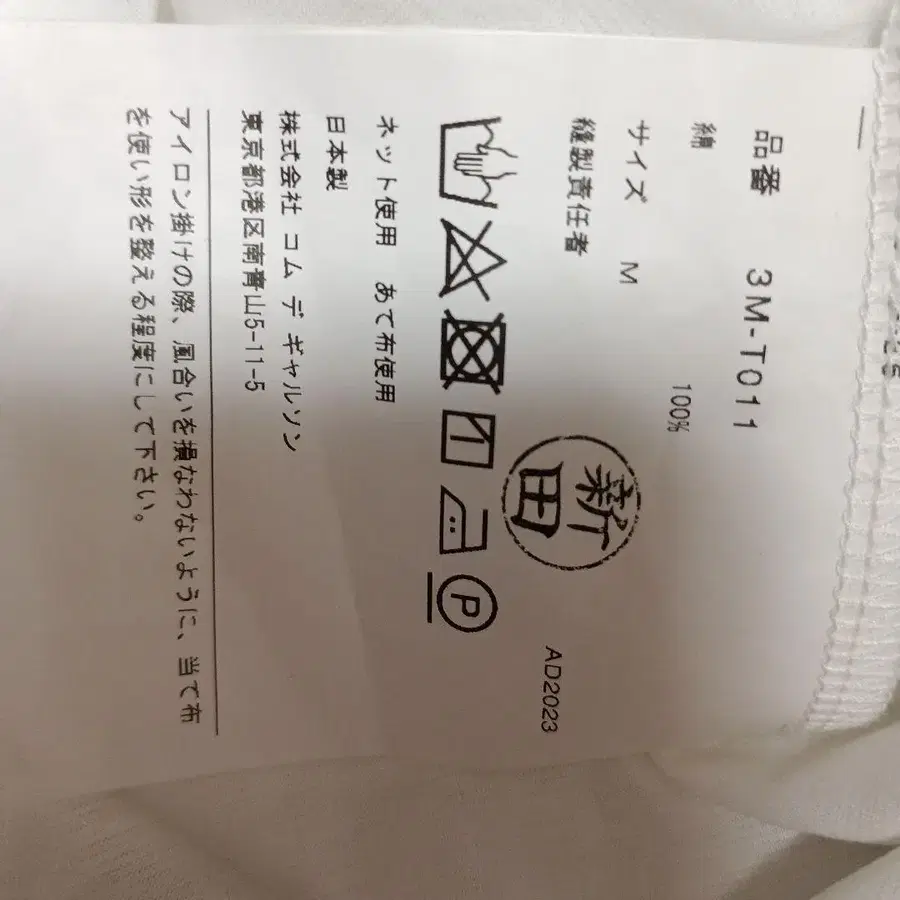 品番 3M-T011
綿 100%
サイズ M
縫製責任者
新田
AD2023
P
ネット使用 あて布使用
日本製
株式会社 コム デ ギャルソン
東京都港区南青山5-11-5
アイロン掛けの際、風合いを損なわないように、当て布
を使い形を整える程度にして下さい。